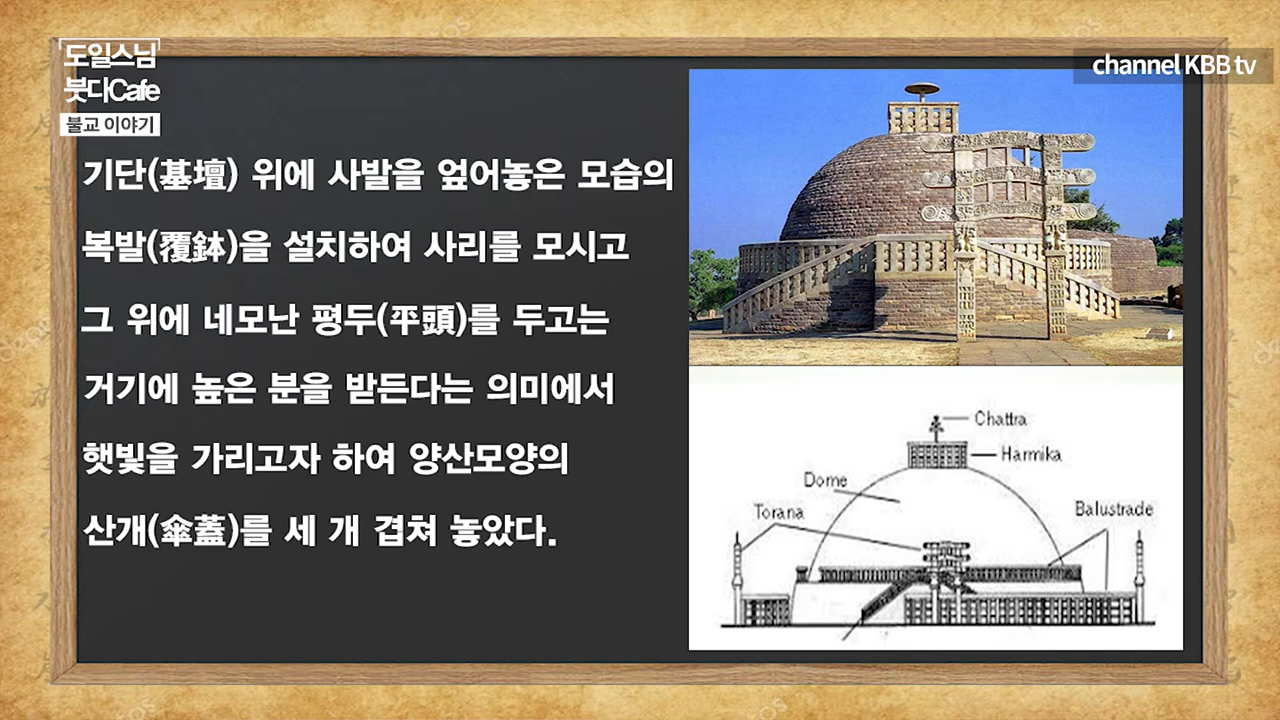 도일스님
붓다Cafe
불교 이야기
channel KBB tv
기단(基壇) 위에 사발을 엎어놓은 모습의
복발(覆鉢)을 설치하여 사리를 모시고
그 위에 네모난 평두(平頭)를 두고는
거기에 높은 분을 받든다는 의미에서
햇빛을 가리고자 하여 양산모양의
산개(傘蓋)를 세 개 겹쳐 놓았다.
Chattra
Harmika
Dome
Torana
Balustrade